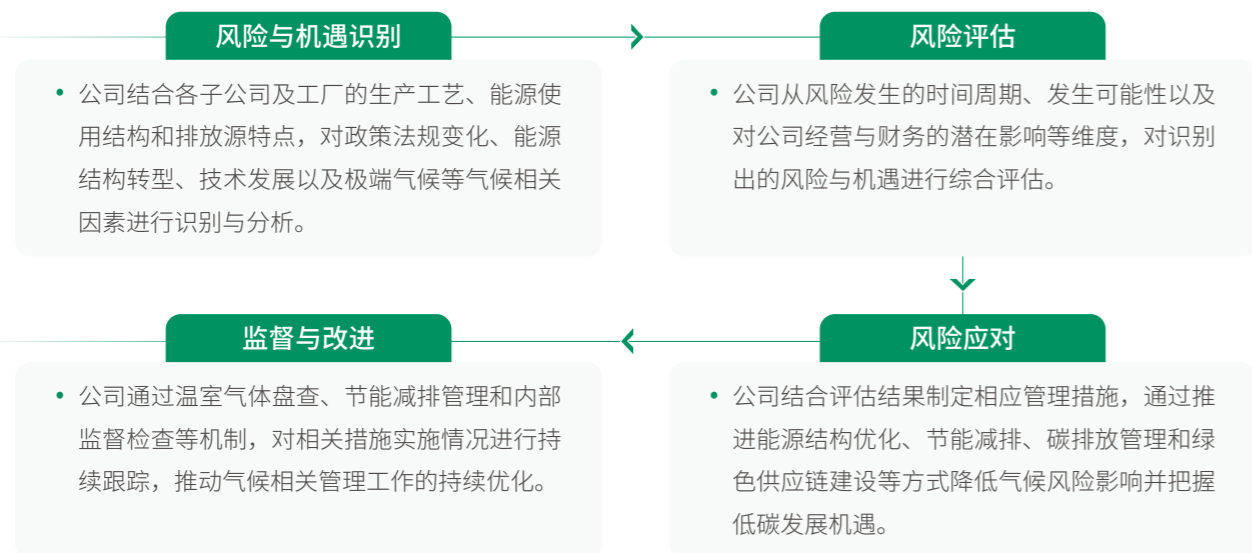 风险与机遇识别
• 公司结合各子公司及工厂的生产工艺、能源使
用结构和排放源特点，对政策法规变化、能源
结构转型、技术发展以及极端气候等气候相关
因素进行识别与分析。
风险评估
• 公司从风险发生的时间周期、发生可能性以及
对公司经营与财务的潜在影响等维度，对识别
出的风险与机遇进行综合评估。
风险应对
• 公司结合评估结果制定相应管理措施，通过推
进能源结构优化、节能减排、碳排放管理和绿
色供应链建设等方式降低气候风险影响并把握
低碳发展机遇。
监督与改进
• 公司通过温室气体盘查、节能减排管理和内部
监督检查等机制，对相关措施实施情况进行持
续跟踪，推动气候相关管理工作的持续优化。